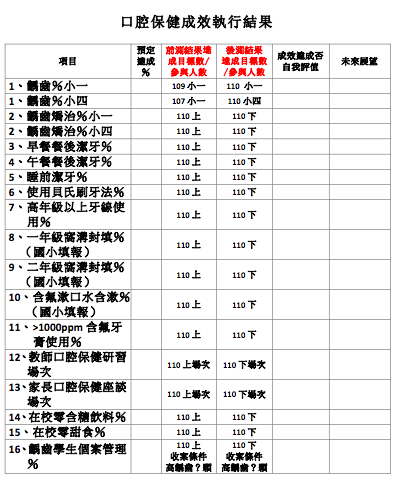 口腔保健成效執行結果
項目 預定達成% 前測結果達成目標數/參與人數 後測結果達成目標數/參與人數 成效達成否自我評值 未來展望
1、齲齒%小一 109 小一 110 小一
1、齲齒%小四 107 小一 110 小四
2、齲齒矯治%小一 110 上 110 下
2、齲齒矯治%小四 110 上 110 下
3、早餐餐後潔牙% 110 上 110 下
4、午餐餐後潔牙% 110 上 110 下
5、睡前潔牙% 110 上 110 下
6、使用貝氏刷牙法% 110 上 110 下
7、高年級以上牙線使用% 110 上 110 下
8、一年級窩溝封填%(國小填報) 110 上 110 下
9、二年級窩溝封填%(國小填報) 110 上 110 下
10、含氟漱口水含漱%(國小填報) 110 上 110 下
11、>1000ppm 含氟牙膏使用% 110 上 110 下
12、教師口腔保健研習場次 110 上場次 110 下場次
13、家長口腔保健座談場次 110 上場次 110 下場次
14、在校零含糖飲料% 110 上 110 下
15、在校零甜食% 110 上 110 下
16、齲齒學生個案管理% 110 上 收案條件 高齲齒?顆 110 下 收案條件 高齲齒?顆